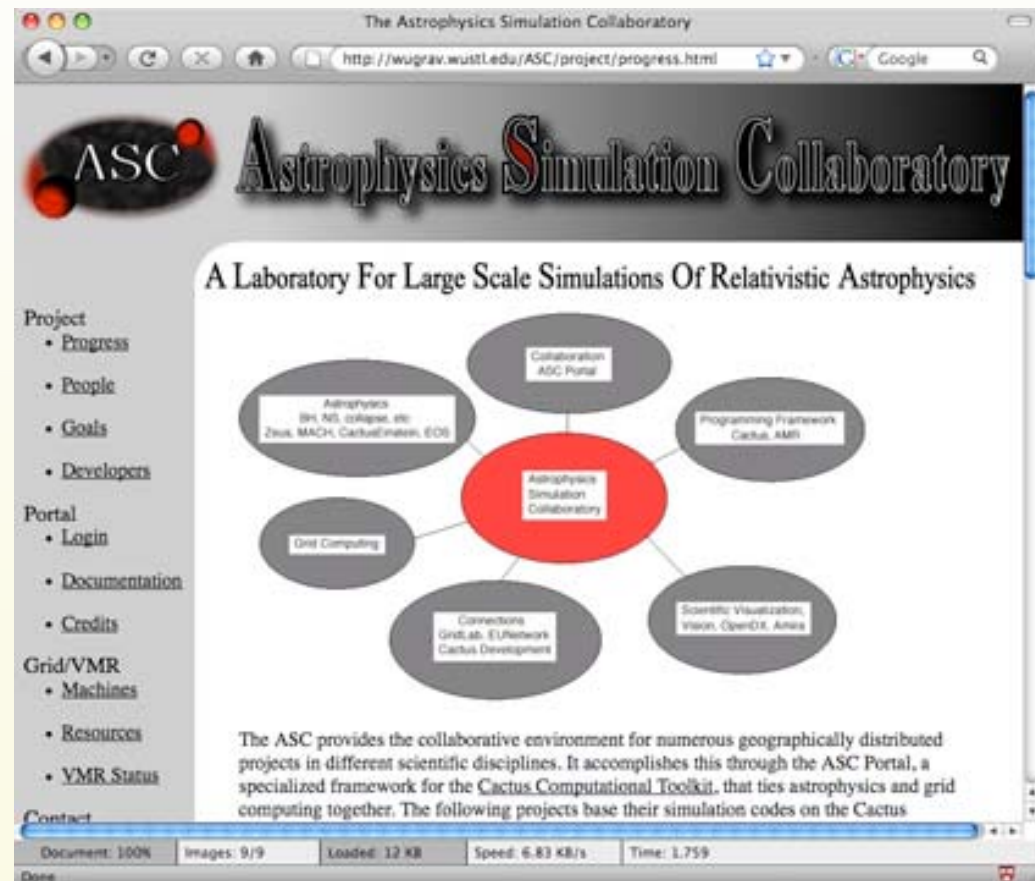 The Astrophysics Simulation Collaboratory
http://wugrav.wustl.edu/ASC/project/progress.html
Google
ASC
Astrophysics Simulation Collaboratory
A Laboratory For Large Scale Simulations Of Relativistic Astrophysics
Project
• Progress
• People
• Goals
• Developers
Portal
• Login
• Documentation
• Credits
Grid/VMR
• Machines
• Resources
• VMR Status
Contact
Collaboration
ASC Portal
Astrophysics
BH, NS, collapse, etc
Zeus, MACH, CactusEinstein, EOS
Programming Framework
Cactus, AMR
Astrophysics
Simulation
Collaboratory
Grid Computing
Connections
GridLab, EUNetwork
Cactus Development
Scientific Visualization,
Vision, OpenDX, Amira
The ASC provides the collaborative environment for numerous geographically distributed
projects in different scientific disciplines. It accomplishes this through the ASC Portal, a
specialized framework for the Cactus Computational Toolkit, that ties astrophysics and grid
computing together. The following projects base their simulation codes on the Cactus
Document: 100% Images: 9/9 Loaded: 12 KB Speed: 6.83 KB/s Time: 1.759
Done